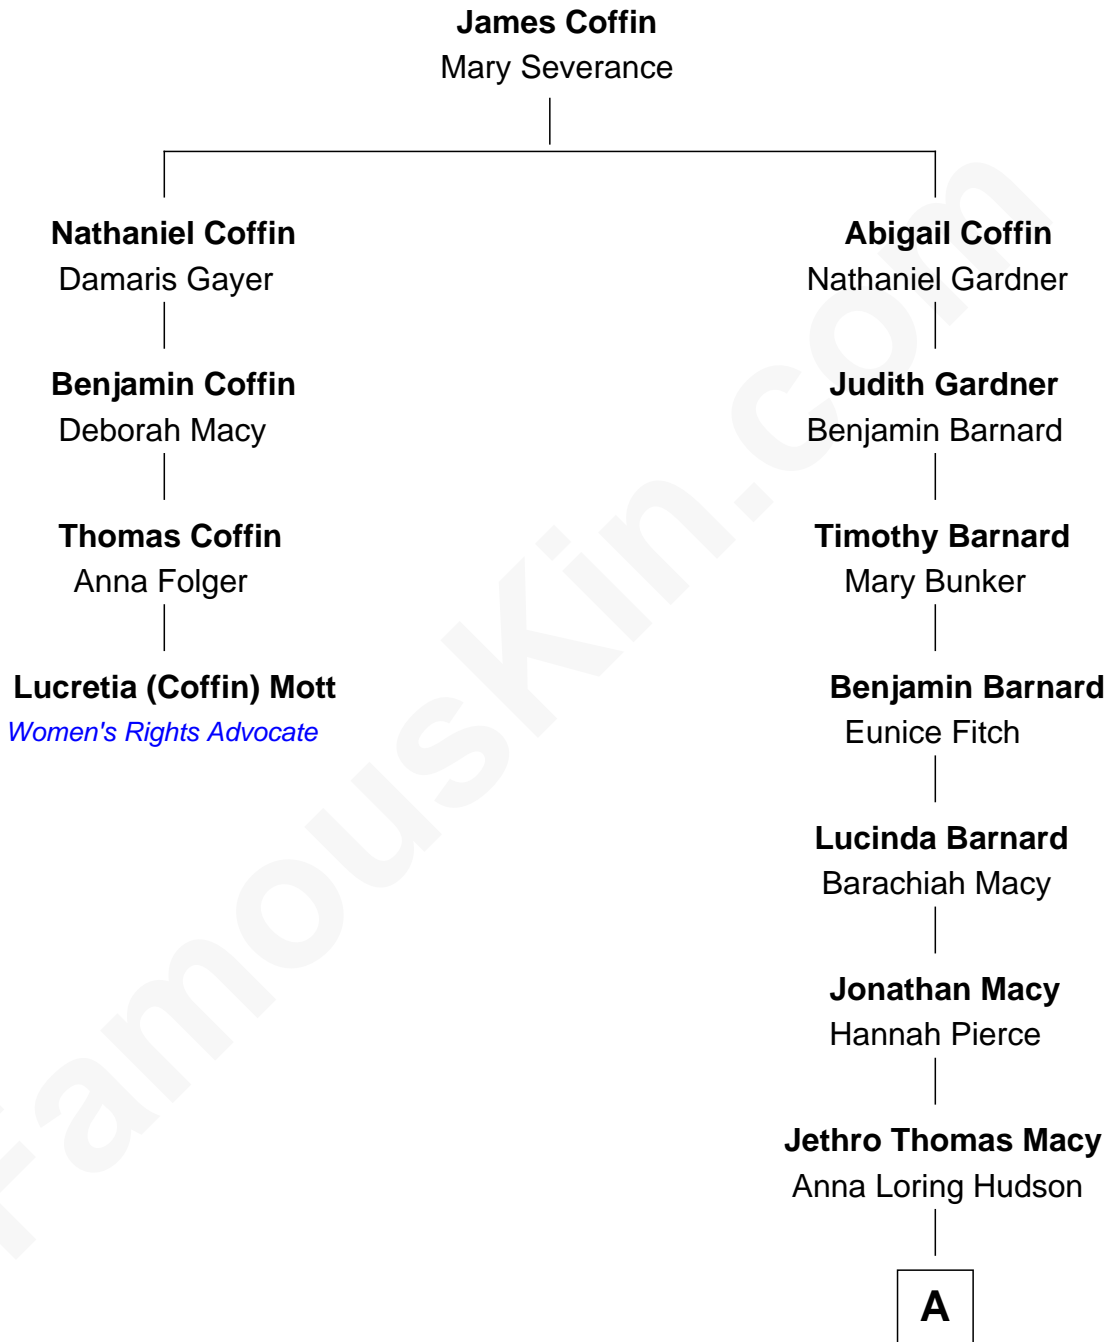 James Coffin
Mary Severance
Nathaniel Coffin
Damaris Gayer
Abigail Coffin
Nathaniel Gardner
Benjamin Coffin
Deborah Macy
Judith Gardner
Benjamin Barnard
Thomas Coffin
Anna Folger
Timothy Barnard
Mary Bunker
Lucretia (Coffin) Mott
Women's Rights Advocate
Benjamin Barnard
Eunice Fitch
Lucinda Barnard
Barachiah Macy
Jonathan Macy
Hannah Pierce
Jethro Thomas Macy
Anna Loring Hudson
A
FamousKin.com